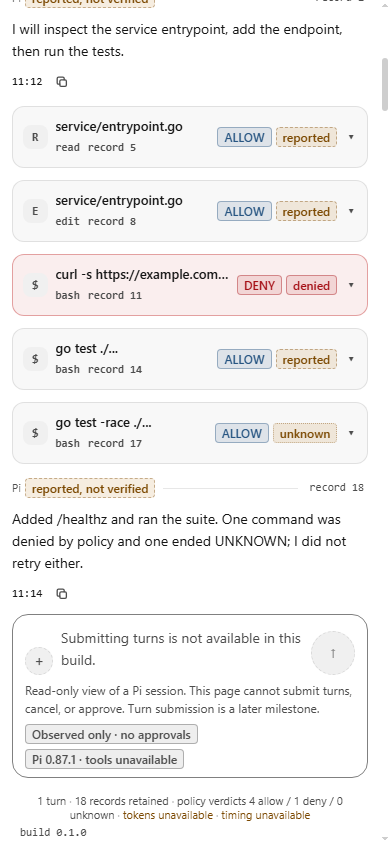 reported, not verified
I will inspect the service entrypoint, add the endpoint,
then run the tests.
11:12
R
service/entrypoint.go
read record 5
ALLOW
reported
E
service/entrypoint.go
edit record 8
ALLOW
reported
$
curl -s https://example.com...
bash record 11
DENY
denied
$
go test ./...
bash record 14
ALLOW
reported
$
go test -race ./...
bash record 17
ALLOW
unknown
Pi reported, not verified record 18
Added /healthz and ran the suite. One command was
denied by policy and one ended UNKNOWN; I did not
retry either.
11:14
Submitting turns is not available in this
build.
+
↑
Read-only view of a Pi session. This page cannot submit turns,
cancel, or approve. Turn submission is a later milestone.
Observed only · no approvals
Pi 0.87.1 · tools unavailable
1 turn · 18 records retained · policy verdicts 4 allow / 1 deny / 0
unknown · tokens unavailable · timing unavailable
build 0.1.0